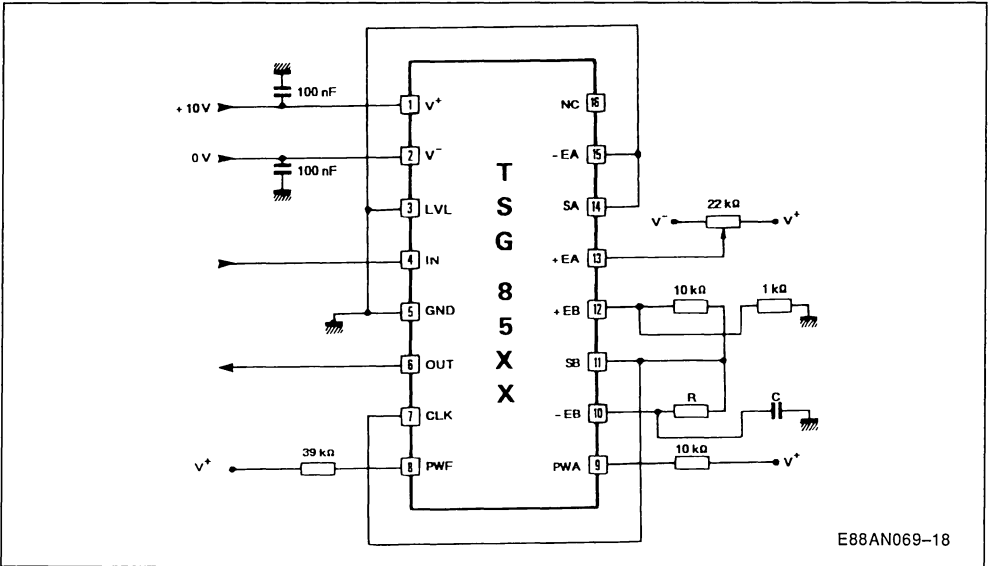 100 nF
+ 10 V
1 V+
0 V
2 V−
100 nF
3 LVL
4 IN
5 GND
6 OUT
7 CLK
V+
39 kΩ
8 PWF
T
S
G
8
5
X
X
NC 16
-EA 15
SA 14
V−
22 kΩ
V+
+EA 13
10 kΩ
1 kΩ
+EB 12
SB 11
R
C
-EB 10
10 kΩ
PWA 9
V+
E88AN069-18